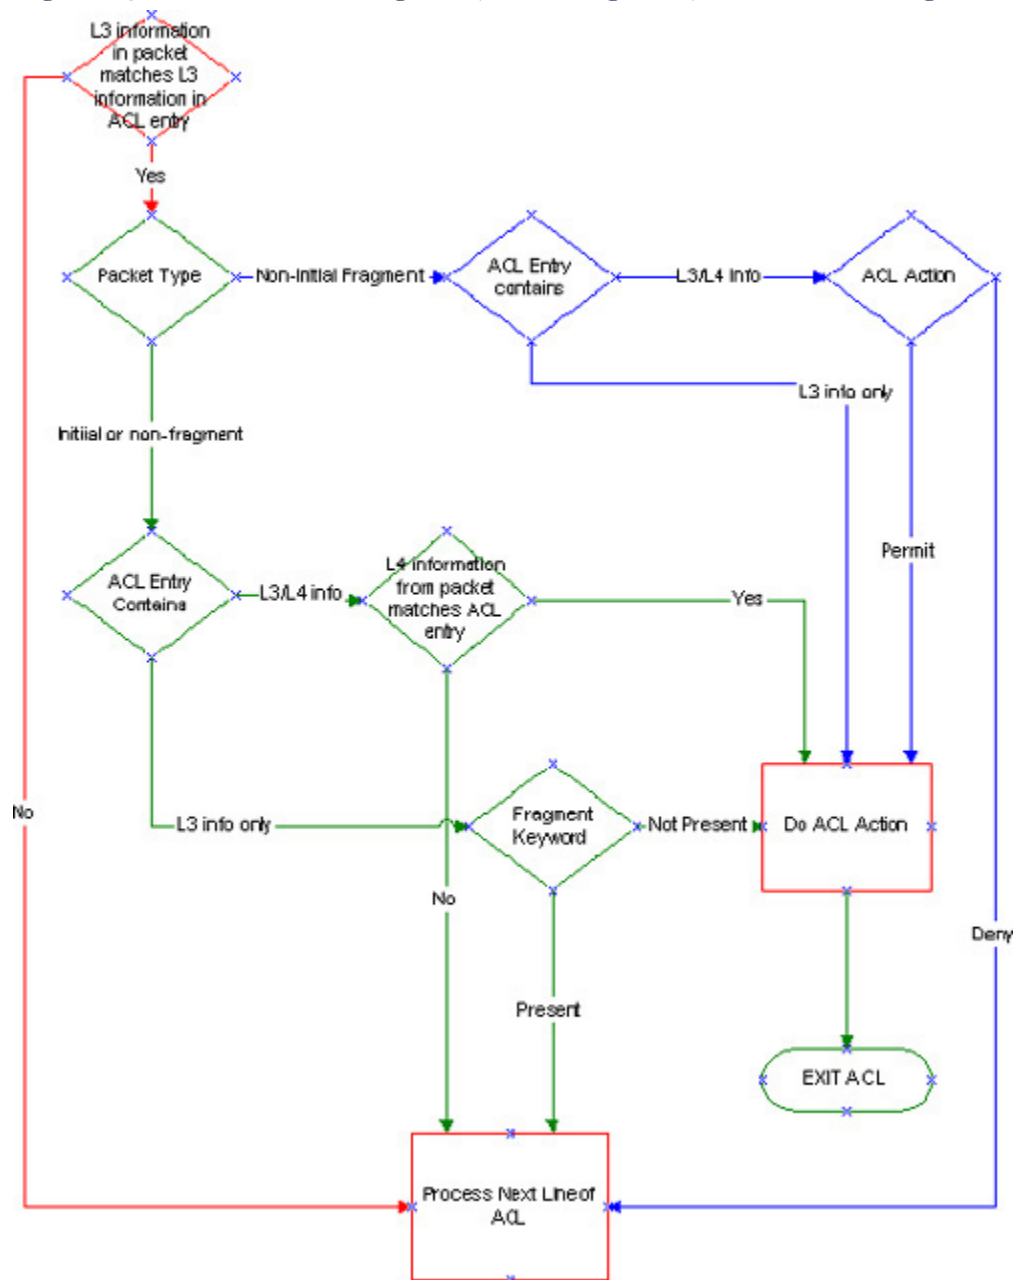 L3 information
in packet
matches L3
information in
ACL entry
Yes
Packet Type
Non-Initial Fragment
ACL Entry
contains
L3/L4 Info
ACL Action
L3 info only
Initiial or non-fragment
Permit
ACL Entry
Contains
L3/L4 info
L4 information
from packet
matches ACL
entry
Yes
No
L3 info only
Fragment
Keyword
Not Present
Do ACL Action
No
Deny
Present
EXIT ACL
Process Next Line of
ACL